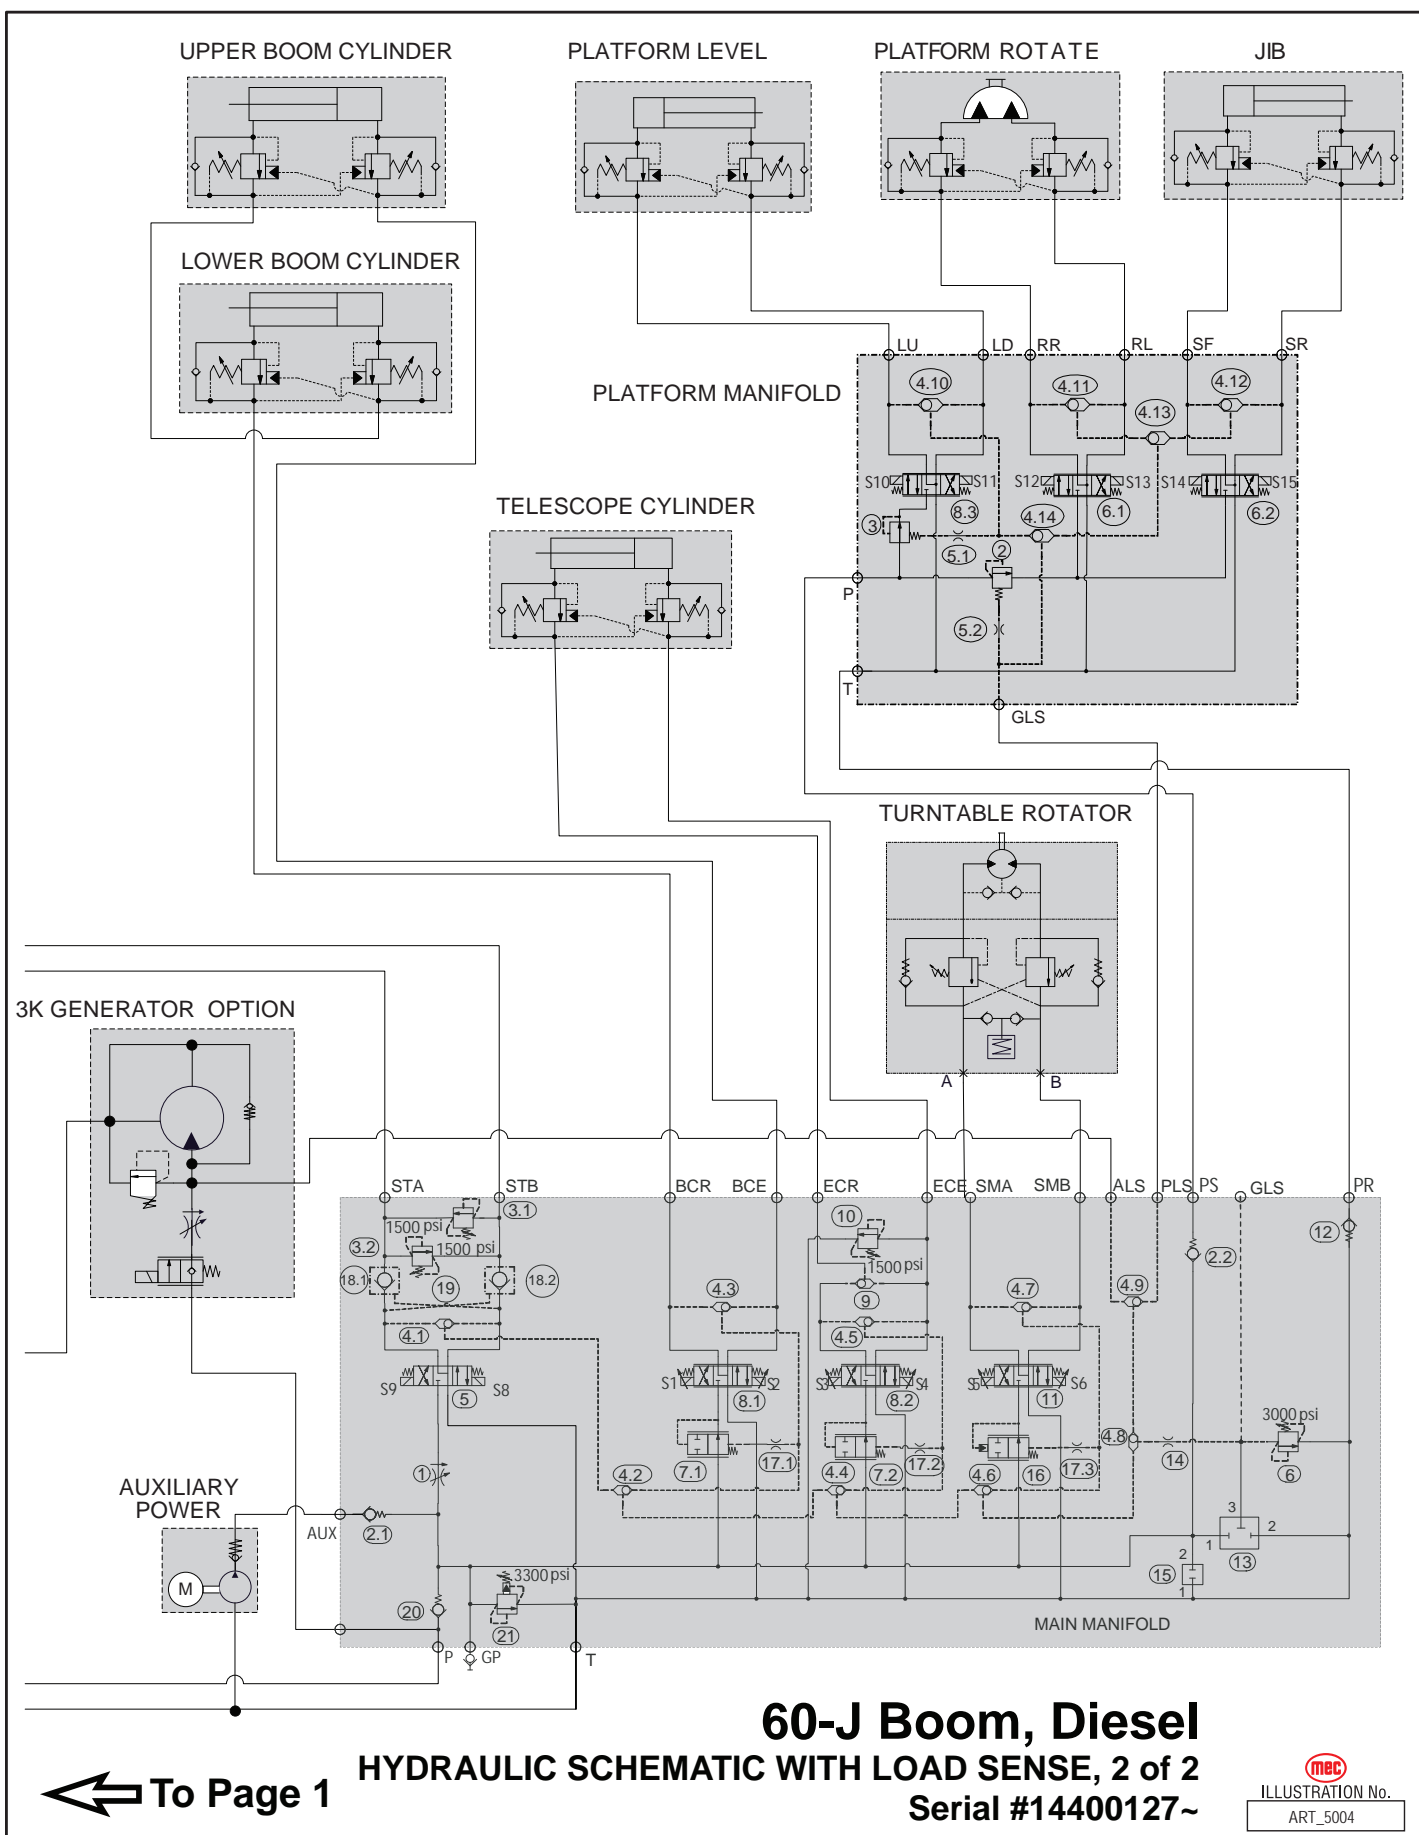 UPPER BOOM CYLINDER
PLATFORM LEVEL
PLATFORM ROTATE
JIB
LOWER BOOM CYLINDER
LU
LD
RR
RL
SF
SR
PLATFORM MANIFOLD
4.10
4.11
4.12
4.13
S10
S11
S12
S13
S14
S15
8.3
6.1
6.2
TELESCOPE CYLINDER
3
4.14
5.1
2
P
5.2
T
GLS
TURNTABLE ROTATOR
3K GENERATOR OPTION
A
B
STA
STB
BCR
BCE
ECR
ECE
SMA
SMB
ALS
PLS
PS
GLS
PR
3.1
10
12
1500 psi
3.2
1500 psi
1500 psi
2.2
18.1
19
18.2
4.3
9
4.7
4.9
4.1
4.5
S9
S8
S1
S2
S3
S4
S5
S6
5
8.1
8.2
11
3000 psi
4.8
14
6
1
7.1
17.1
7.2
17.2
16
17.3
4.2
4.4
4.6
AUXILIARY
POWER
AUX
2.1
3
1
2
13
2
15
1
M
3300 psi
20
21
MAIN MANIFOLD
P
GP
T
60-J Boom, Diesel
HYDRAULIC SCHEMATIC WITH LOAD SENSE, 2 of 2
Serial #14400127~
To Page 1
mec
ILLUSTRATION No.
ART_5004